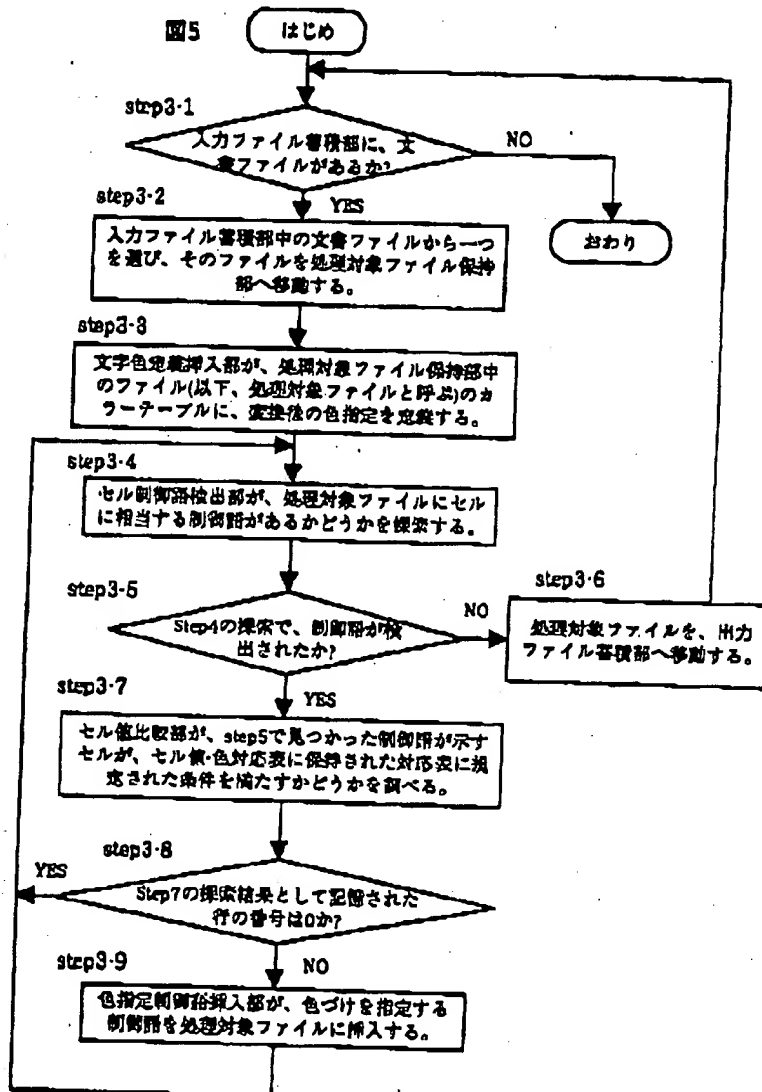 図5
はじめ
step3-1
入力ファイル蓄積部に、文
書ファイルがあるか?
NO
YES
おわり
step3-2
入力ファイル蓄積部中の文書ファイルから一つ
を選び、そのファイルを処理対象ファイル保持
部へ移動する。
step3-3
文字色定義挿入部が、処理対象ファイル保持部中
のファイル(以下、処理対象ファイルと呼ぶ)のカ
ラーテーブルに、変換後の色指定を定義する。
step3-4
セル制御語検出部が、処理対象ファイルにセル
に相当する制御語があるかどうかを探索する。
step3-5
Step4の探索で、制御語が検
出されたか?
NO
YES
step3-6
処理対象ファイルを、出力
ファイル蓄積部へ移動する。
step3-7
セル値比較部が、step5で見つかった制御語が示す
セルが、セル値・色対応表に保持された対応表に規
定された条件を満たすかどうかを調べる。
step3-8
YES
Step7の探索結果として記憶された
行の番号は0か?
NO
step3-9
色指定制御語挿入部が、色づけを指定する
制御語を処理対象ファイルに挿入する。